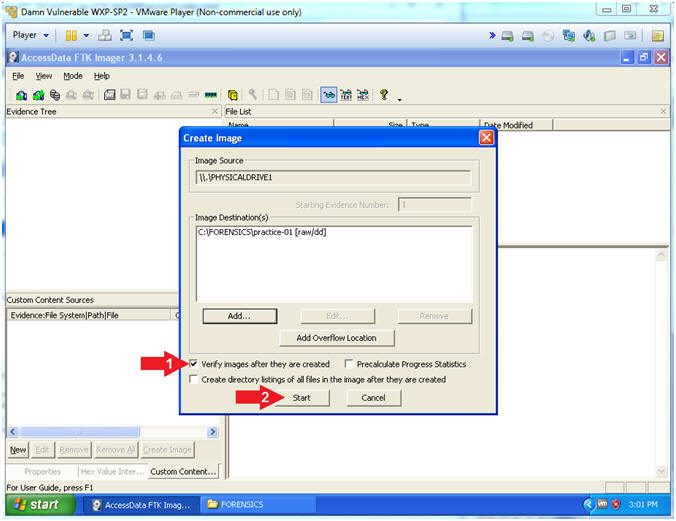 Damn Vulnerable WXP-SP2 - VMware Player (Non-commercial use only)
Player
AccessData FTK Imager 3.1.4.6
File View Mode Help
TEXT HEX
Evidence Tree
File List
Name Size Type Date Modified
Create Image
Image Source
\\.\PHYSICALDRIVE1
Starting Evidence Number: 1
Image Destination(s)
C:\FORENSICS\practice-01 [raw/dd]
Add... Edit... Remove
Add Overflow Location
1 Verify images after they are created Precalculate Progress Statistics
Create directory listings of all files in the image after they are created
2 Start Cancel
Custom Content Sources
Evidence:File System|Path|File
New Edit Remove Remove All Create Image
Properties Hex Value Inter... Custom Content...
For User Guide, press F1
start AccessData FTK Imag... FORENSICS 3:01 PM